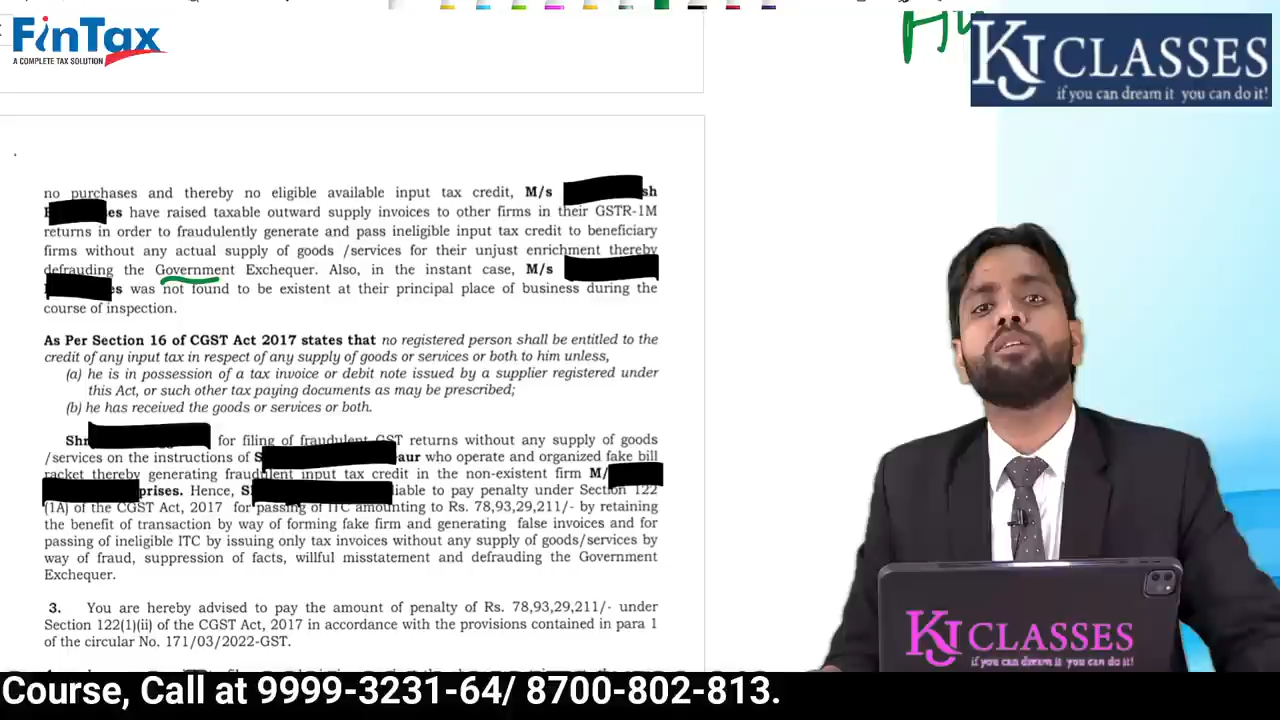 FinTax
A COMPLETE TAX SOLUTION
KJ CLASSES
if you can dream it you can do it!
no purchases and thereby no eligible available input tax credit, M/s sh
es have raised taxable outward supply invoices to other firms in their GSTR-1M
returns in order to fraudulently generate and pass ineligible input tax credit to beneficiary
firms without any actual supply of goods /services for their unjust enrichment thereby
defrauding the Government Exchequer. Also, in the instant case, M/s
es was not found to be existent at their principal place of business during the
course of inspection.
As Per Section 16 of CGST Act 2017 states that no registered person shall be entitled to the
credit of any input tax in respect of any supply of goods or services or both to him unless,
(a) he is in possession of a tax invoice or debit note issued by a supplier registered under
this Act, or such other tax paying documents as may be prescribed;
(b) he has received the goods or services or both.
Shr for filing of fraudulent GST returns without any supply of goods
/services on the instructions of S aur who operate and organized fake bill
racket thereby generating fraudulent input tax credit in the non-existent firm M/
prises. Hence, S liable to pay penalty under Section 122
(1A) of the CGST Act, 2017 for passing of ITC amounting to Rs. 78,93,29,211/- by retaining
the benefit of transaction by way of forming fake firm and generating false invoices and for
passing of ineligible ITC by issuing only tax invoices without any supply of goods/services by
way of fraud, suppression of facts, willful misstatement and defrauding the Government
Exchequer.
3. You are hereby advised to pay the amount of penalty of Rs. 78,93,29,211/- under
Section 122(1)(ii) of the CGST Act, 2017 in accordance with the provisions contained in para 1
of the circular No. 171/03/2022-GST.
KJ CLASSES
if you can dream it you can do it!
Course, Call at 9999-3231-64/ 8700-802-813.